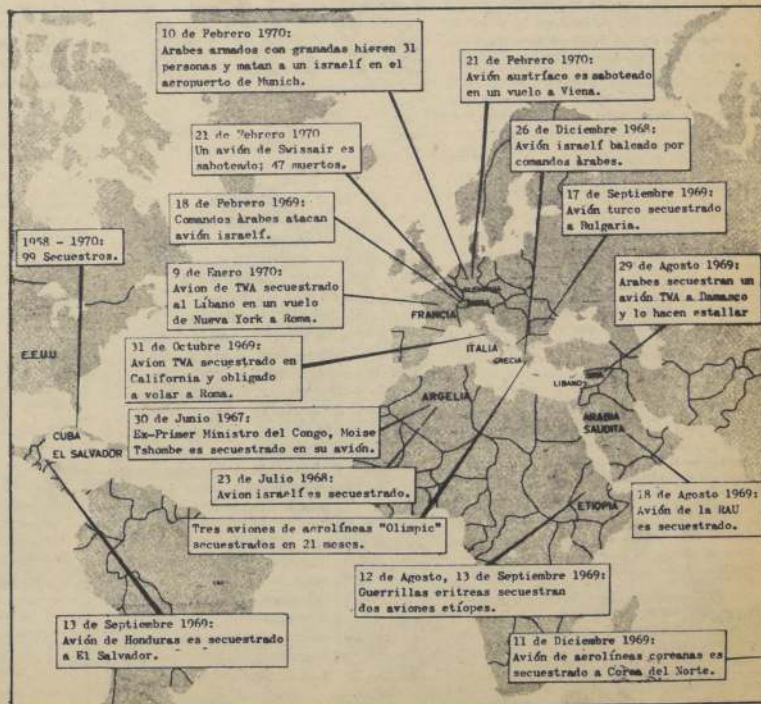 10 de Febrero 1970:
Arabes armados con granadas hieren 31
personas y matan a un israelí en el
aeropuerto de Munich.
21 de Febrero 1970:
Avión austríaco es saboteado
en un vuelo a Viena.
21 de Febrero 1970
Un avión de Swissair es
saboteado; 47 muertos.
26 de Diciembre 1968:
Avión israelí baleado por
comandos àrabes.
18 de Febrero 1969:
Comandos Àrabes atacan
avión israelí.
17 de Septiembre 1969:
Avión turco secuestrado
a Bulgaria.
1958 - 1970:
99 Secuestros.
9 de Enero 1970:
Avion de TWA secuestrado
al Líbano en un vuelo
de Nueva York a Roma.
29 de Agosto 1969:
Arabes secuestran un
avión TWA a Damasco
y lo hacen estallar
ALEMANIA
SUIZA
FRANCIA
31 de Octubre 1969:
Avion TWA secuestrado en
California y obligado
a volar a Roma.
E.E.U.U.
ITALIA
GRECIA
LIBANO
ARGELIA
ARABIA
SAUDITA
30 de Junio 1967:
Ex-Primer Ministro del Congo, Moise
Tshombe es secuestrado en su avión.
CUBA
EL SALVADOR
23 de Julio 1968:
Avion israelí es secuestrado.
18 de Agosto 1969:
Avión de la RAU
es secuestrado.
ETIOPIA
Tres aviones de aerolíneas "Olimpic"
secuestrados en 21 meses.
12 de Agosto, 13 de Septiembre 1969:
Guerrillas eritreas secuestran
dos aviones etíopes.
13 de Septiembre 1969:
Avión de Honduras es secuestrado
a El Salvador.
11 de Diciembre 1969:
Avión de aerolíneas coreanas es
secuestrado a Corea del Norte.